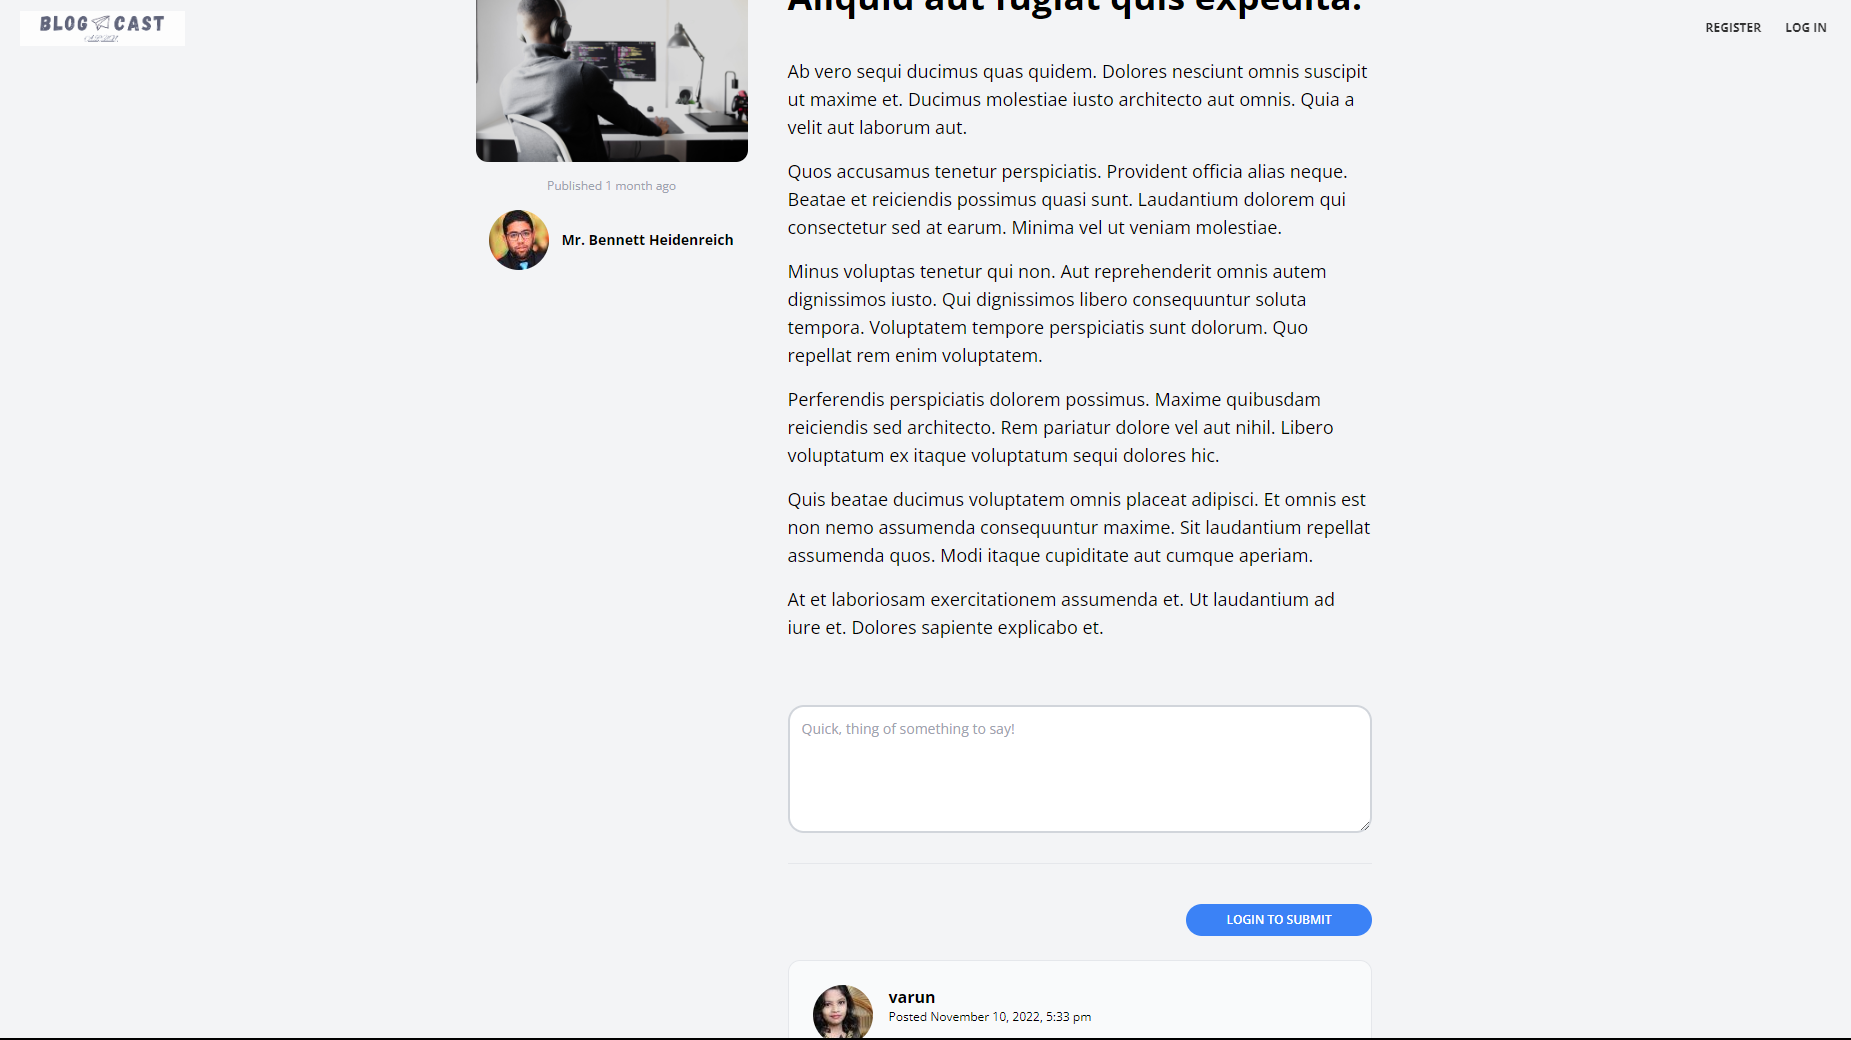 BLOG CAST
REGISTER
LOG IN
Aliquid aut fugiat quis expedita.
Published 1 month ago
Mr. Bennett Heidenreich
Ab vero sequi ducimus quas quidem. Dolores nesciunt omnis suscipit
ut maxime et. Ducimus molestiae iusto architecto aut omnis. Quia a
velit aut laborum aut.
Quos accusamus tenetur perspiciatis. Provident officia alias neque.
Beatae et reiciendis possimus quasi sunt. Laudantium dolorem qui
consectetur sed at earum. Minima vel ut veniam molestiae.
Minus voluptas tenetur qui non. Aut reprehenderit omnis autem
dignissimos iusto. Qui dignissimos libero consequuntur soluta
tempora. Voluptatem tempore perspiciatis sunt dolorum. Quo
repellat rem enim voluptatem.
Perferendis perspiciatis dolorem possimus. Maxime quibusdam
reiciendis sed architecto. Rem pariatur dolore vel aut nihil. Libero
voluptatum ex itaque voluptatum sequi dolores hic.
Quis beatae ducimus voluptatem omnis placeat adipisci. Et omnis est
non nemo assumenda consequuntur maxime. Sit laudantium repellat
assumenda quos. Modi itaque cupiditate aut cumque aperiam.
At et laboriosam exercitationem assumenda et. Ut laudantium ad
iure et. Dolores sapiente explicabo et.
Quick, thing of something to say!
LOGIN TO SUBMIT
varun
Posted November 10, 2022, 5:33 pm